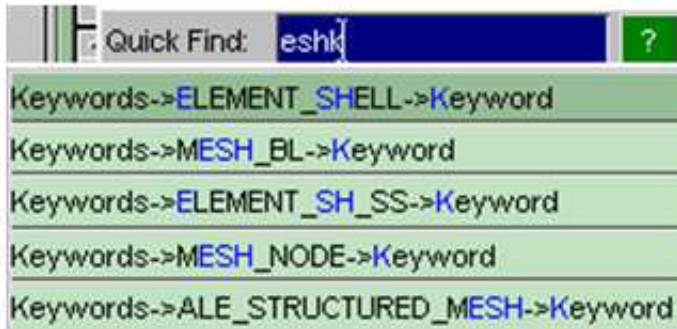 Quick Find: eshk ?
Keywords->ELEMENT_SHELL->Keyword
Keywords->MESH_BL->Keyword
Keywords->ELEMENT_SH_SS->Keyword
Keywords->MESH_NODE->Keyword
Keywords->ALE_STRUCTURED_MESH->Keyword